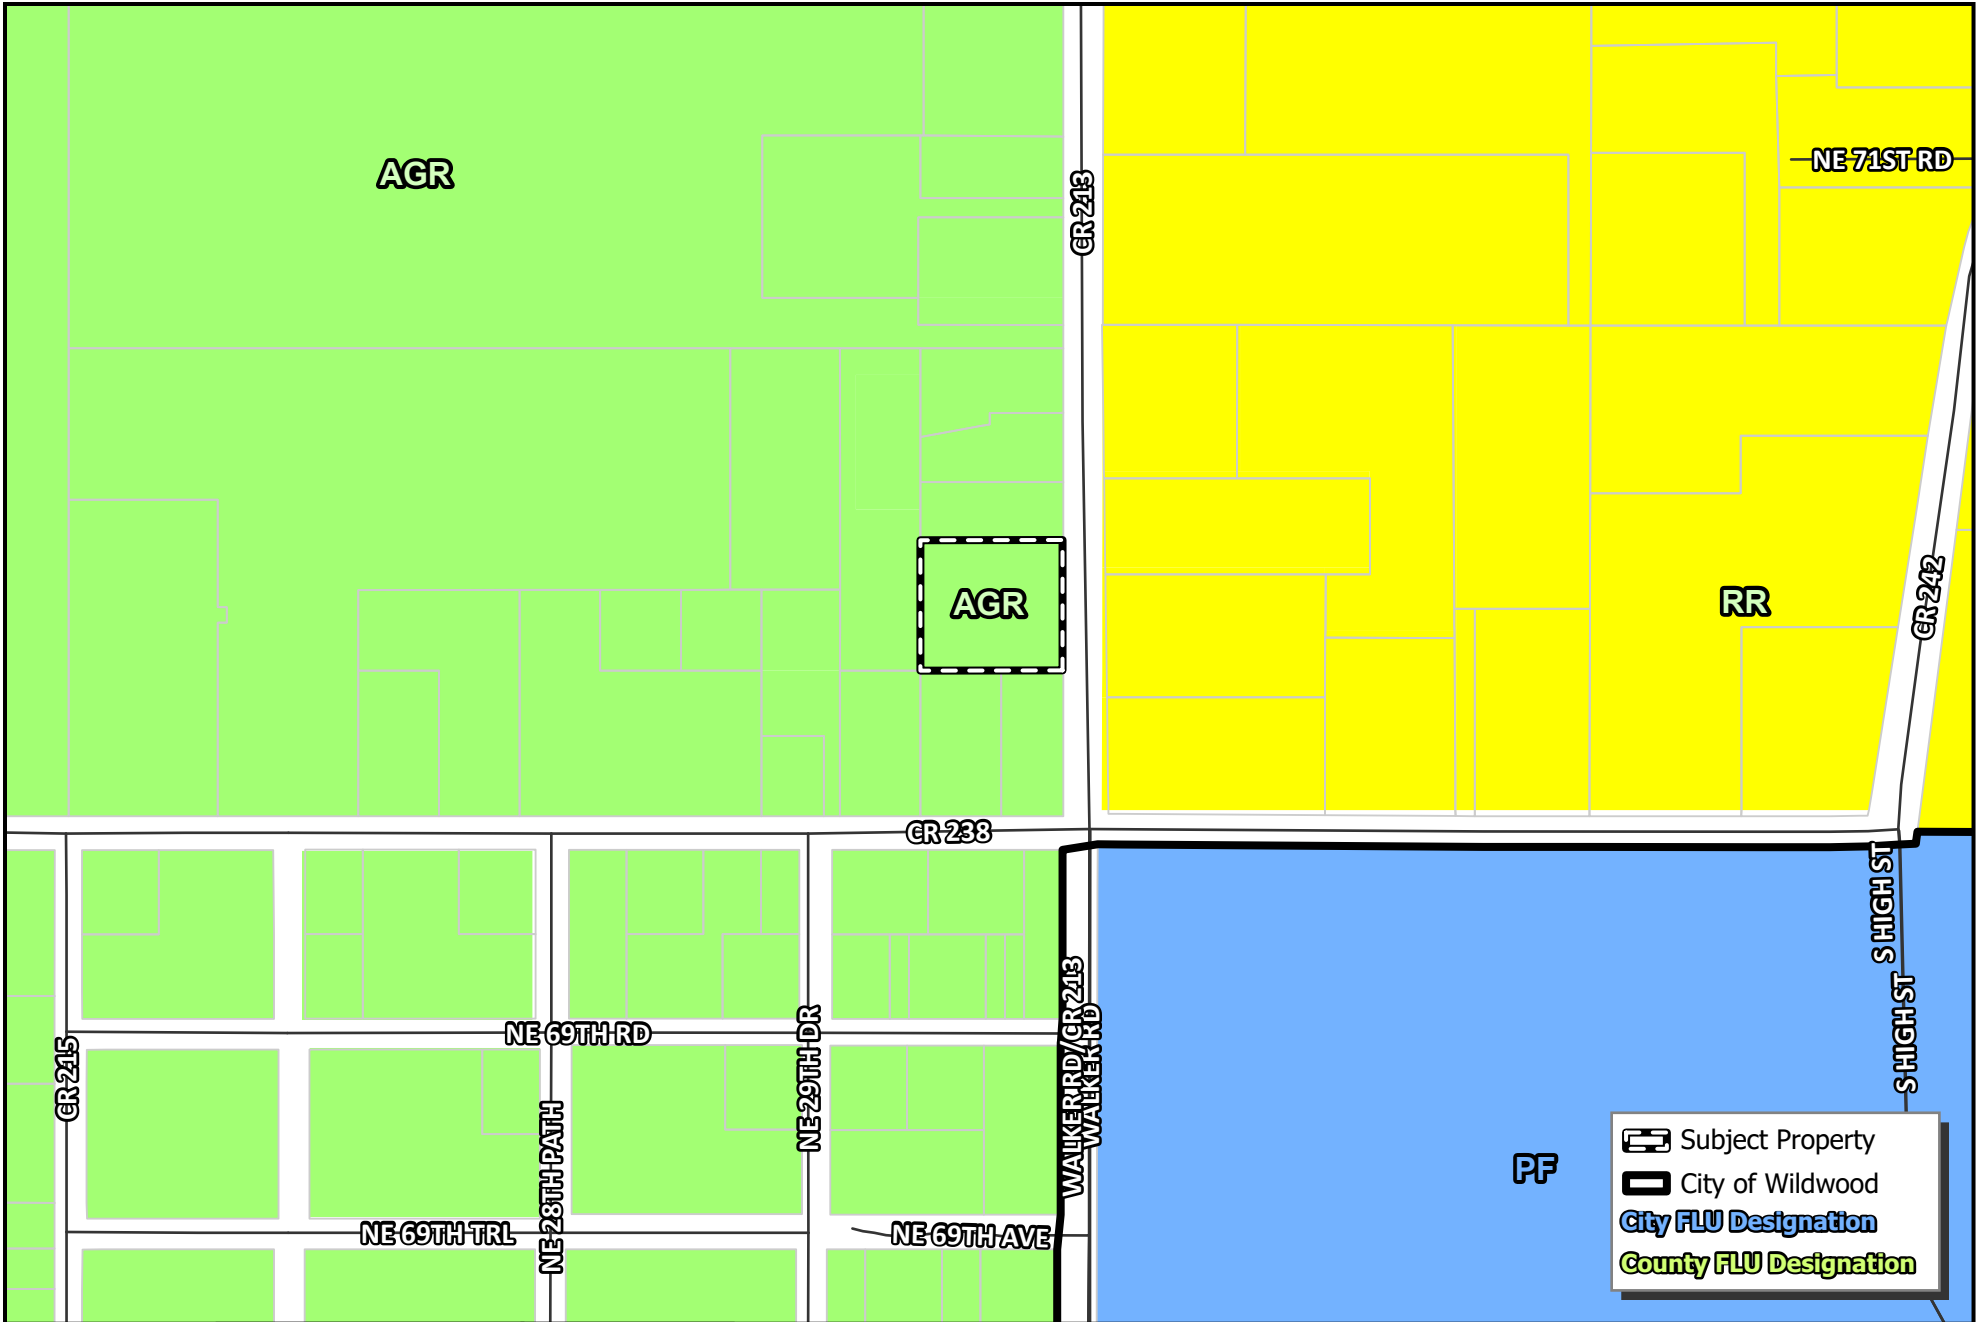 AGR
CR 213
NE 71ST RD
AGR
RR
CR 242
CR 238
S HIGH ST
S HIGH ST
WALKER RD/CR 213
WALKER RD
NE 69TH RD
NE 29TH DR
CR 215
NE 28TH PATH
NE 69TH TRL
NE 69TH AVE
PF
Subject Property
City of Wildwood
City FLU Designation
County FLU Designation